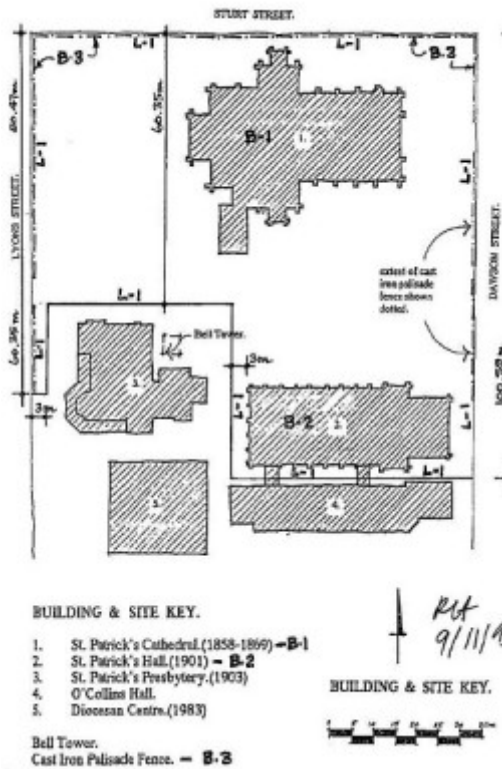 STURT STREET.
L-1
L-1
B-3
B-3
LYONS STREET.
L-1
60.35m
B-1
1.
L-1
DAWSON STREET.
extent of cast
iron palisade
fence shown
dotted.
L-1
Bell Tower.
L-1
60.35m
3m
3.
3m
L-1
B-2
2.
L-1
L-1
5.
4.
BUILDING & SITE KEY.
1. St. Patrick's Cathedral.(1858-1869) - B-1
2. St. Patrick's Hall.(1901) - B-2
3. St. Patrick's Presbytery.(1903)
4. O'Collins Hall.
5. Diocesan Centre.(1983)
Bell Tower.
Cast Iron Palisade Fence. - B-3
9/11/9
BUILDING & SITE KEY.